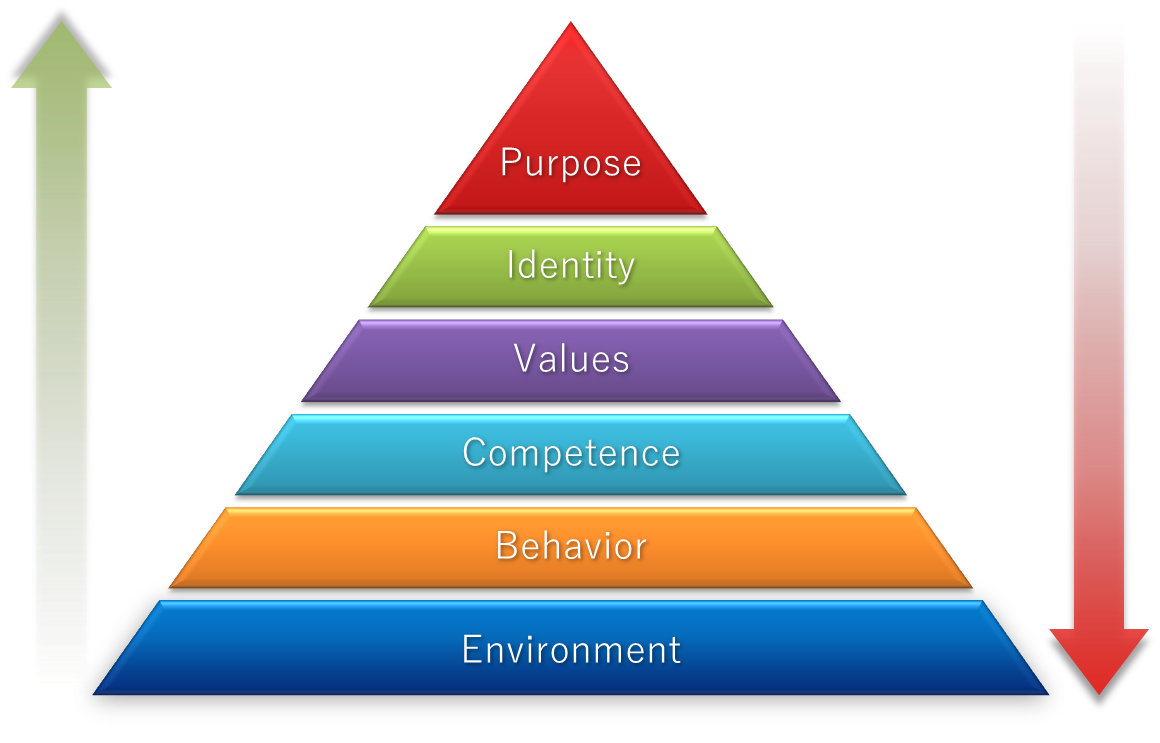 Purpose
Identity
Values
Competence
Behavior
Environment